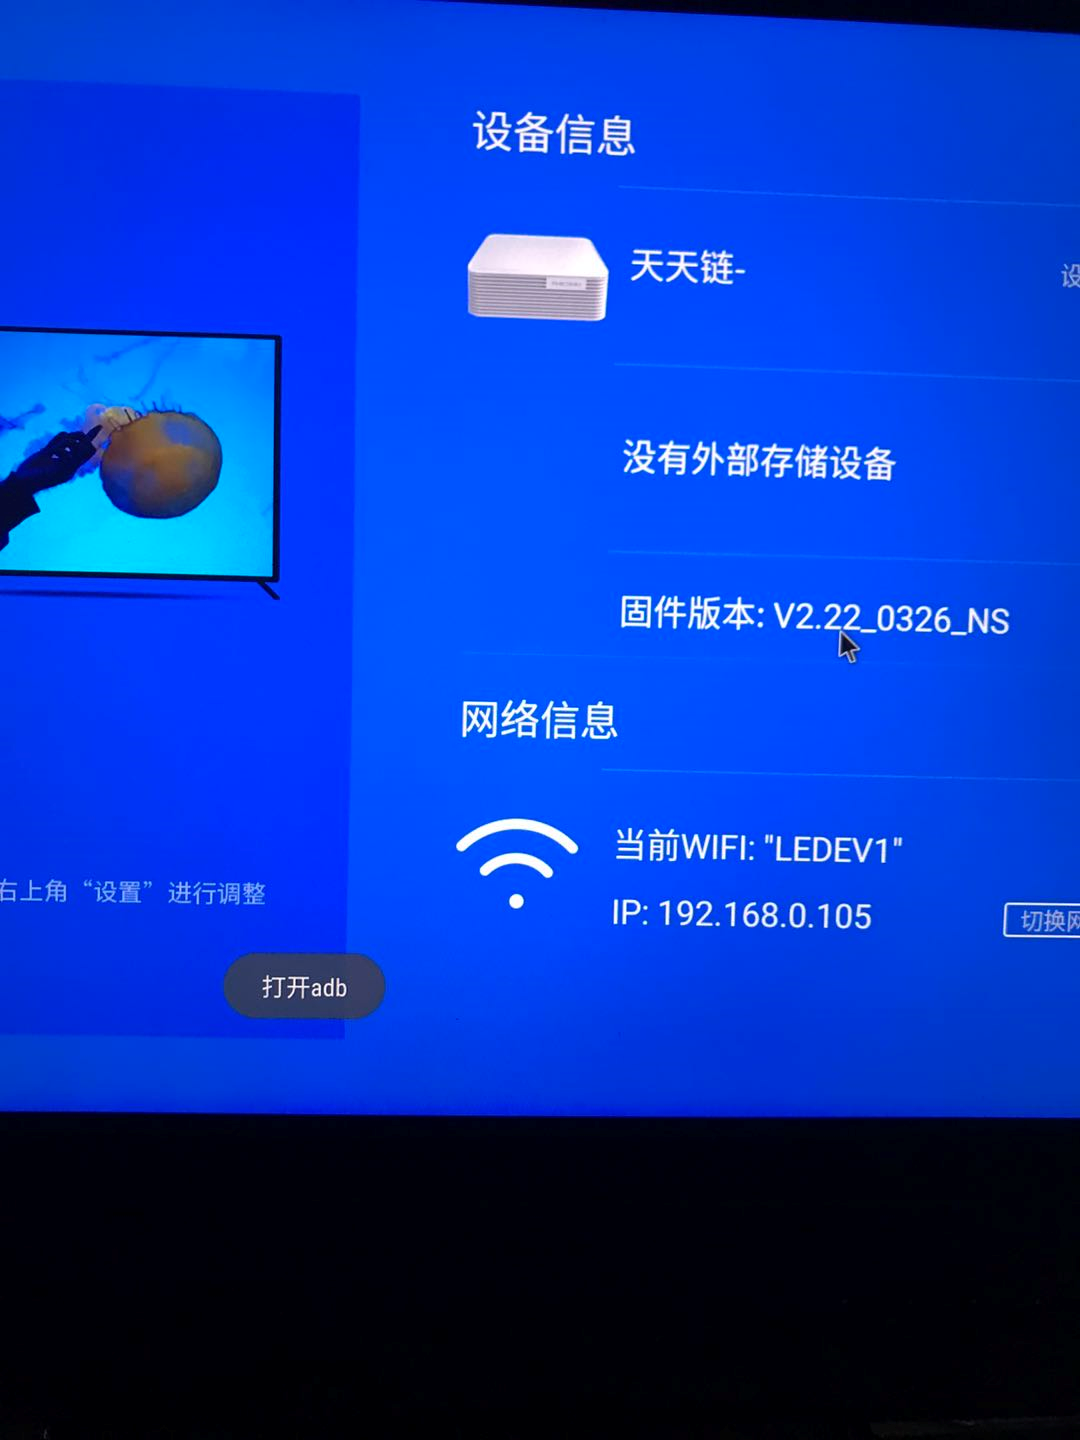 设备信息
天天链-
设
没有外部存储设备
固件版本: V2.22_0326_NS
网络信息
当前WIFI: "LEDEV1"
IP: 192.168.0.105
切换网
右上角“设置”进行调整
打开adb